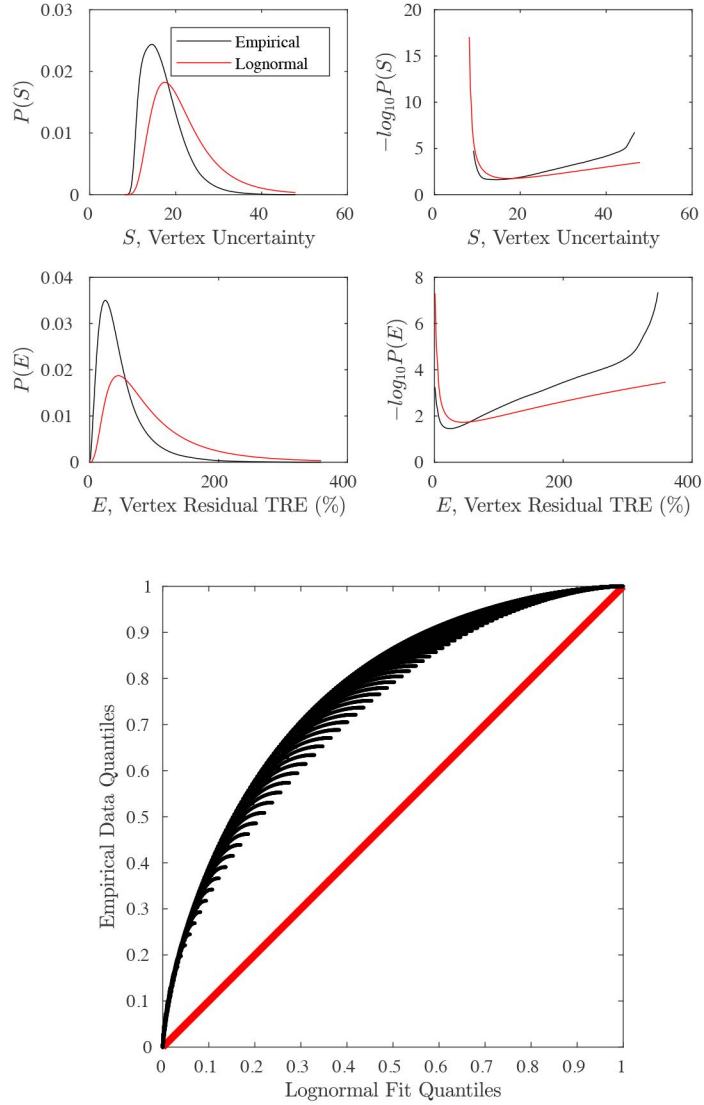 0.03
0.02
0.01
0
P(S)
Empirical
Lognormal
0 20 40 60
S, Vertex Uncertainty
20
15
10
5
0
−log10P(S)
0 20 40 60
S, Vertex Uncertainty
0.04
0.03
0.02
0.01
0
P(E)
0 200 400
E, Vertex Residual TRE (%)
8
6
4
2
0
−log10P(E)
0 200 400
E, Vertex Residual TRE (%)
1
0.9
0.8
0.7
0.6
0.5
0.4
0.3
0.2
0.1
0
Empirical Data Quantiles
0 0.1 0.2 0.3 0.4 0.5 0.6 0.7 0.8 0.9 1
Lognormal Fit Quantiles